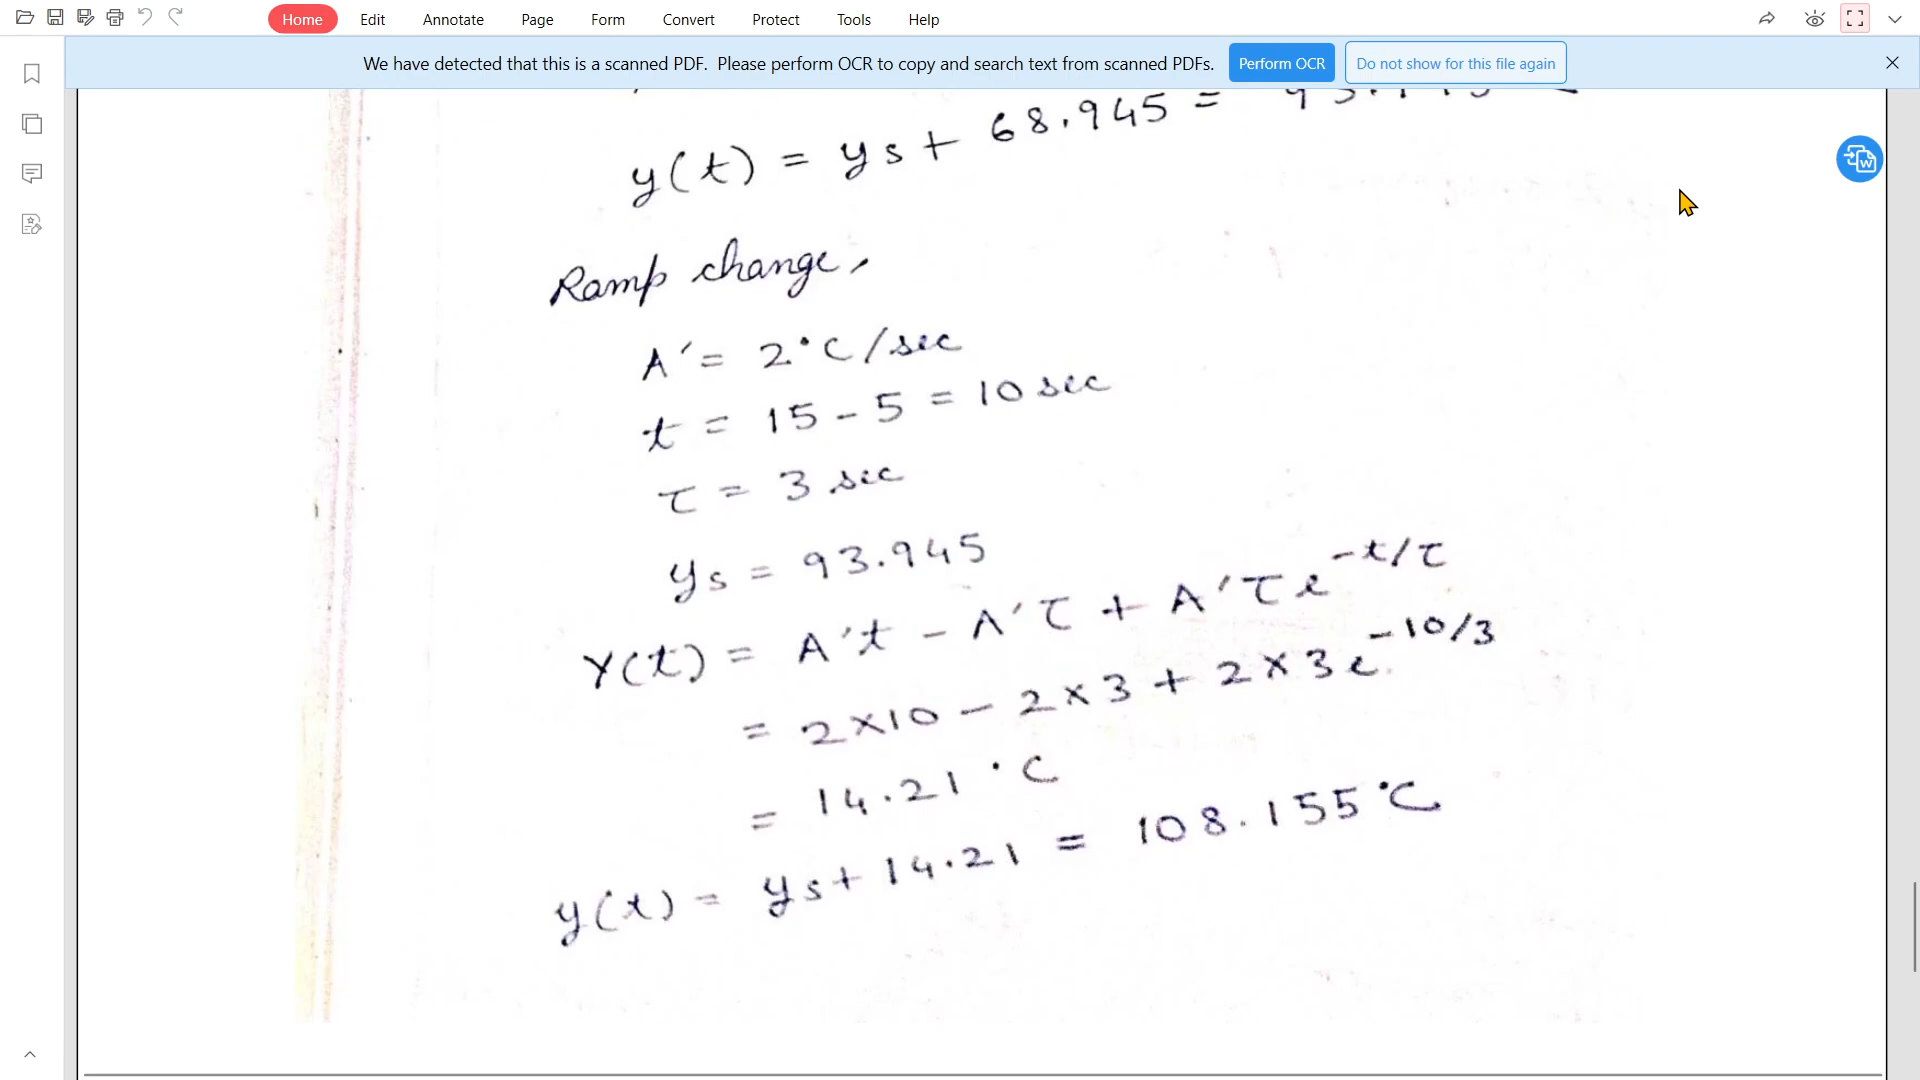 Home Edit Annotate Page Form Convert Protect Tools Help
We have detected that this is a scanned PDF. Please perform OCR to copy and search text from scanned PDFs. Perform OCR Do not show for this file again
y(t) = ys + 68.945 =
Ramp change,
A' = 2°C/sec
t = 15 - 5 = 10 sec
τ = 3 sec
ys = 93.945
Y(t) = A't - A'τ + A'τ e^-t/τ
= 2×10 - 2×3 + 2×3 e^-10/3
= 14.21 °C
y(t) = ys + 14.21 = 108.155°C